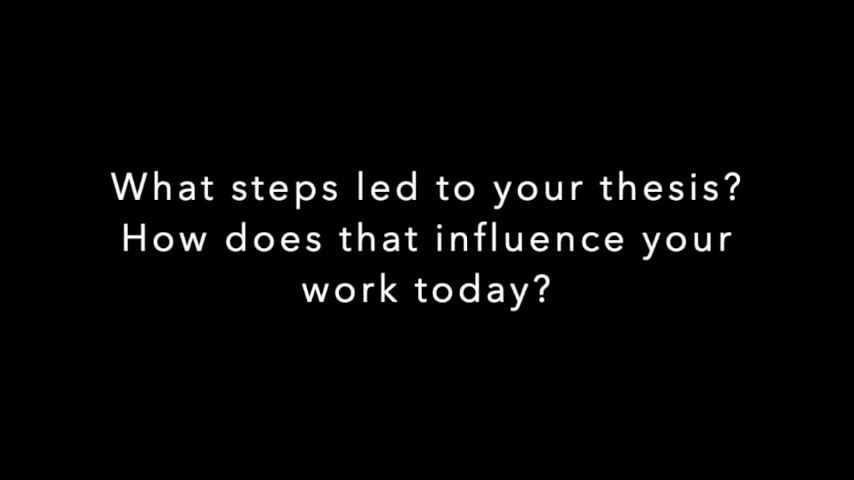 What steps led to your thesis?
How does that influence your
work today?